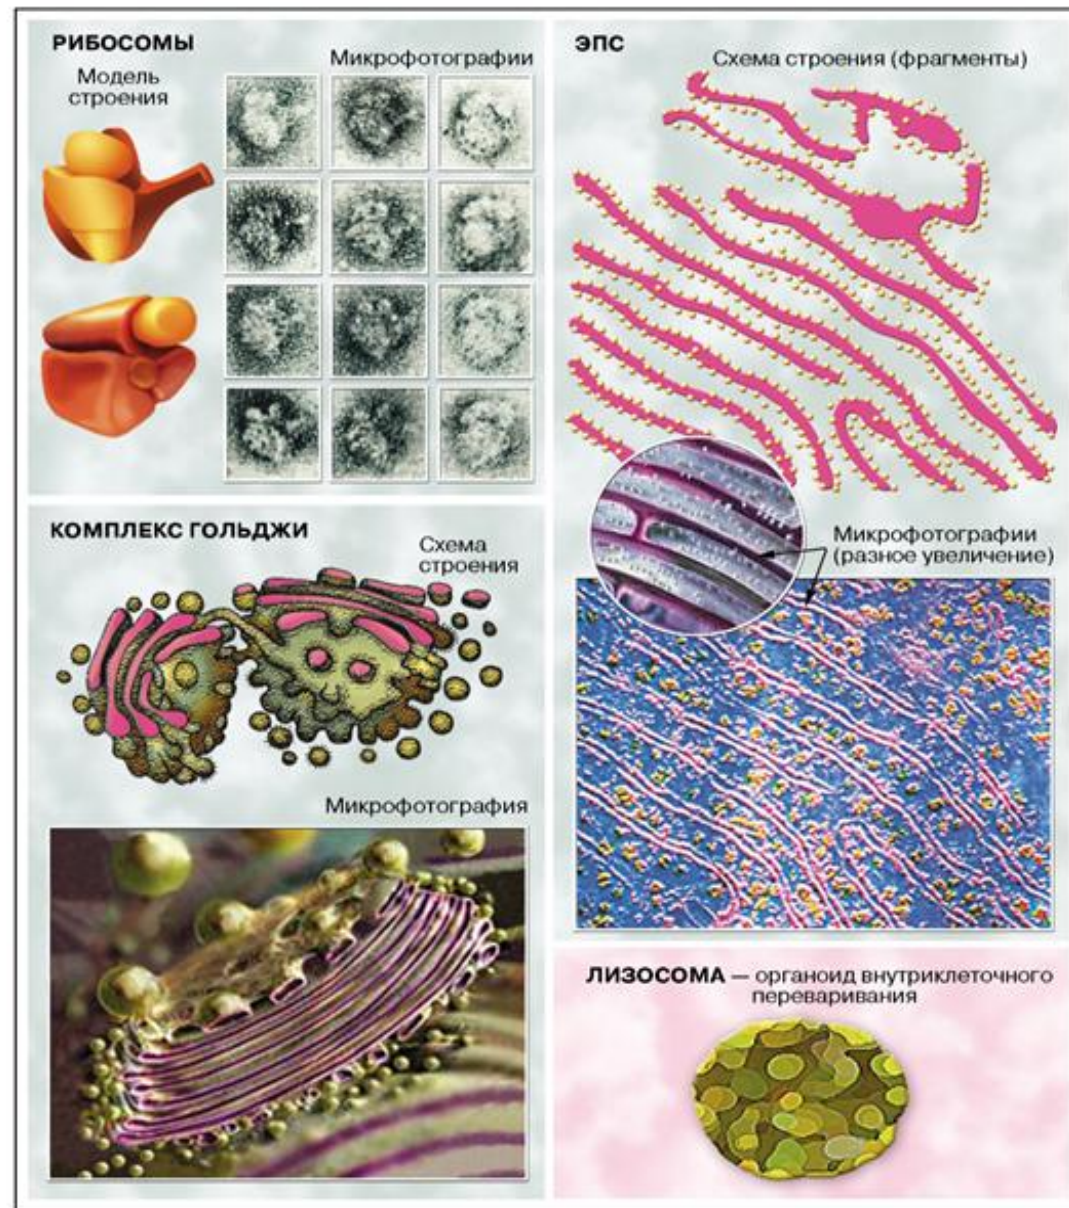 РИБОСОМЫ
Модель
строения
Микрофотографии
ЭПС
Схема строения (фрагменты)
Микрофотографии
(разное увеличение)
КОМПЛЕКС ГОЛЬДЖИ
Схема
строения
Микрофотография
ЛИЗОСОМА — органоид внутриклеточного
переваривания